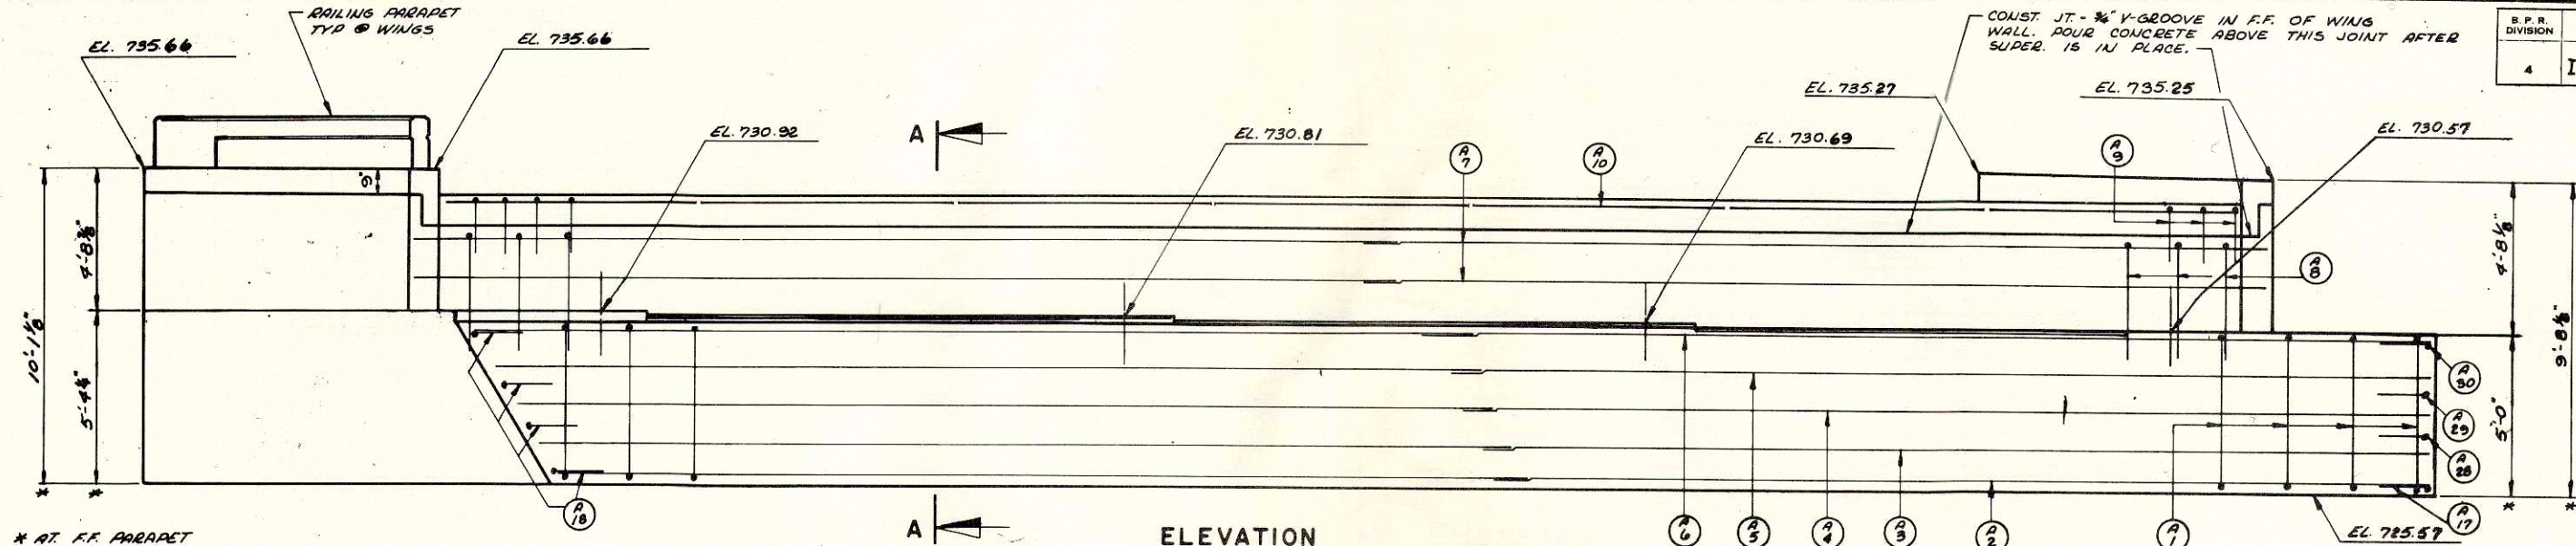 RAILING PARAPET
TYP @ WINGS
EL. 735.66
EL. 735.66
CONST. JT. - ¾" V-GROOVE IN F.F. OF WING
WALL. POUR CONCRETE ABOVE THIS JOINT AFTER
SUPER. IS IN PLACE.
B.P.R.
DIVISION
4
EL. 735.27
EL. 735.25
EL. 730.92
A
EL. 730.81
EL. 730.69
EL. 730.57
A 7
A 10
A 9
9"
4'-8⅜"
4'-8⅛"
A 8
10'-1⅛"
5'-4¾"
9'-8⅛"
5'-0"
A 30
A 29
A 28
A 17
A 18
A 6
A 5
A 4
A 3
A 2
A 1
EL. 725.57
* * * *
* AT F.F. PARAPET
A
ELEVATION